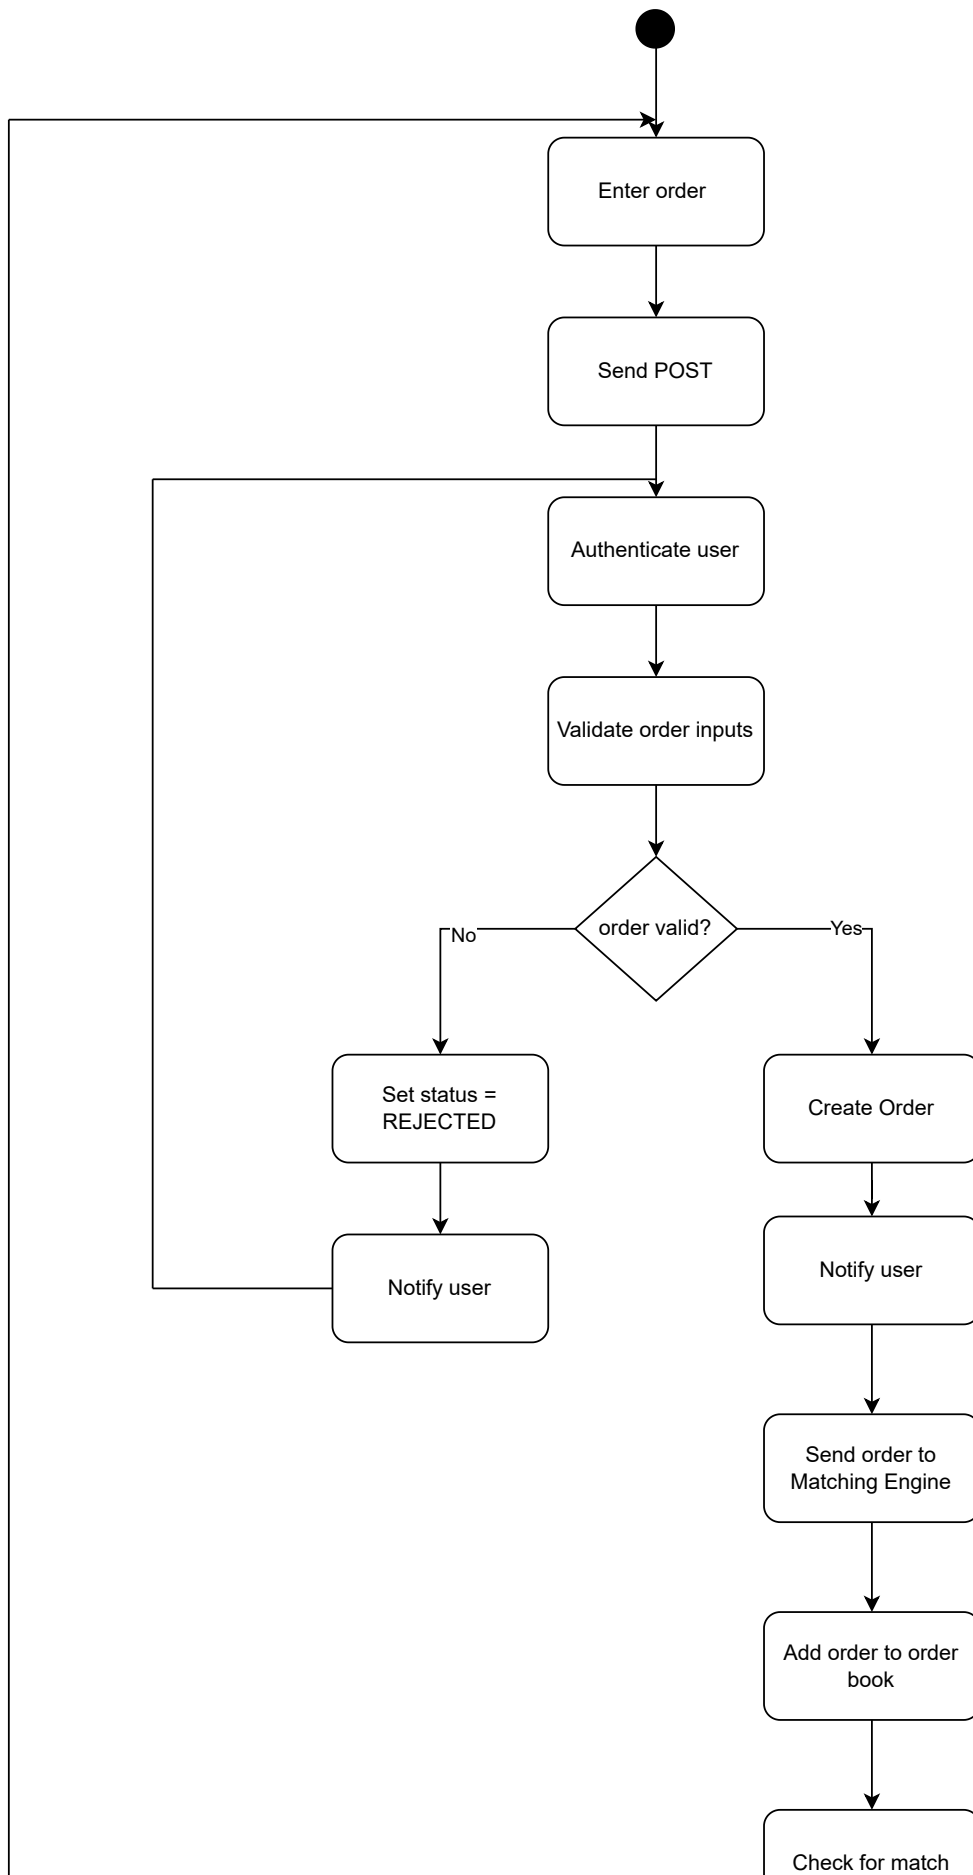 Enter order
Send POST
Authenticate user
Validate order inputs
order valid?
No
Yes
Set status =
REJECTED
Create Order
Notify user
Notify user
Send order to
Matching Engine
Add order to order
book
Check for match